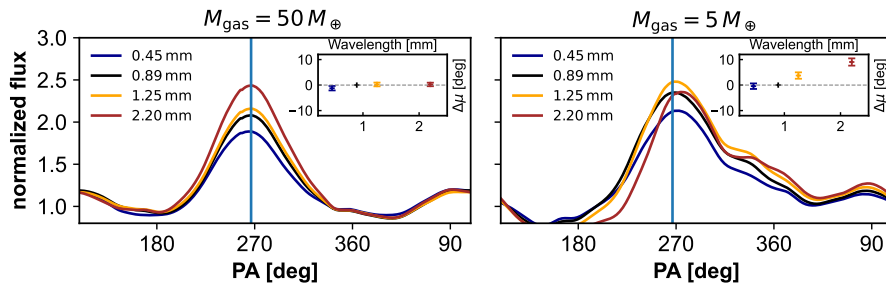 M_gas = 50 M_⊕
normalized flux
3.0
2.5
2.0
1.5
1.0
0.45 mm
0.89 mm
1.25 mm
2.20 mm
Wavelength [mm]
10
0
−10
1
2
Δμ [deg]
180
270
360
90
PA [deg]
M_gas = 5 M_⊕
0.45 mm
0.89 mm
1.25 mm
2.20 mm
Wavelength [mm]
10
0
−10
1
2
Δμ [deg]
180
270
360
90
PA [deg]